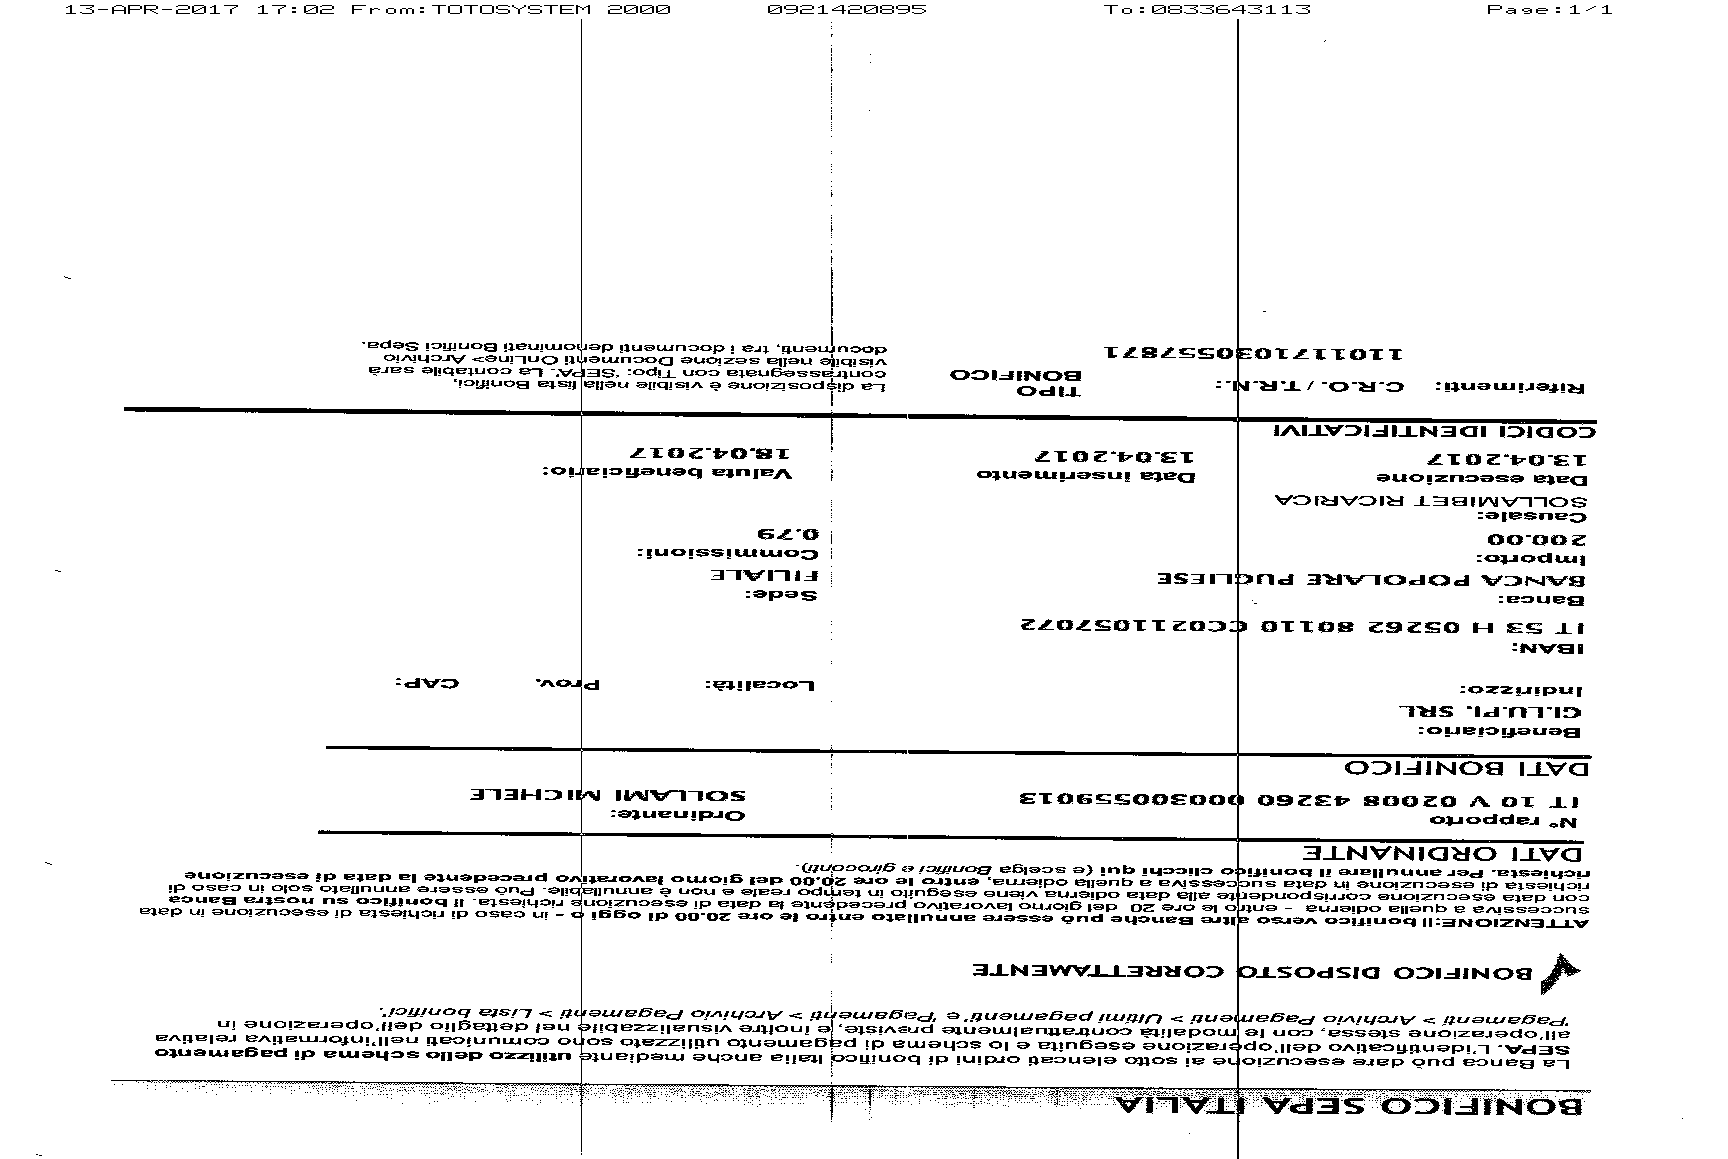 13-APR-2017 17:02 From:TOTOSYSTEM 2000 0921420895 To:0833643113 Page:1/1
BONIFICO SEPA ITALIA
La Banca può dare esecuzione ai sotto elencati ordini di bonifico Italia anche mediante utilizzo dello schema di pagamento
SEPA. L'identificativo dell'operazione eseguita e lo schema di pagamento utilizzato sono comunicati nell'informativa relativa
all'operazione stessa, con le modalità contrattualmente previste, e inoltre visualizzabile nel dettaglio dell'operazione in
'Pagamenti > Archivio Pagamenti > Ultimi pagamenti' e 'Pagamenti > Archivio Pagamenti > Lista bonifici'.
BONIFICO DISPOSTO CORRETTAMENTE
ATTENZIONE:Il bonifico verso altre Banche può essere annullato entro le ore 20.00 di oggi o - in caso di richiesta di esecuzione in data
successiva a quella odierna - entro le ore 20 del giorno lavorativo precedente la data di esecuzione richiesta. Il bonifico su nostra Banca
con data esecuzione corrispondente alla data odierna viene eseguito in tempo reale e non è annullabile. Può essere annullato solo in caso di
richiesta di esecuzione in data successiva a quella odierna, entro le ore 20.00 del giorno lavorativo precedente la data di esecuzione
richiesta. Per annullare il bonifico clicchi qui (e scelga Bonifici e giroconti).
DATI ORDINANTE
N° rapporto Ordinante:
IT 10 V 02008 43260 000300559013 SOLLAMI MICHELE
DATI BONIFICO
Beneficiario:
GI.LU.PI. SRL
Indirizzo: Località: Prov. CAP:
IBAN:
IT 53 H 05262 80110 CC0211057072
Banca: Sede:
BANCA POPOLARE PUGLIESE FILIALE
Importo: Commissioni:
200.00 0.79
Causale:
SOLLAMIBET RICARICA
Data esecuzione Data inserimento Valuta beneficiario:
13.04.2017 13.04.2017 18.04.2017
CODICI IDENTIFICATIVI
Riferimenti: C.R.O. / T.R.N.: TIPO BONIFICO
1101171030557871
La disposizione è visibile nella lista Bonifici,
contrassegnata con Tipo: 'SEPA'. La contabile sarà
visibile nella sezione Documenti OnLine> Archivio
documenti, tra i documenti denominati Bonifici Sepa.